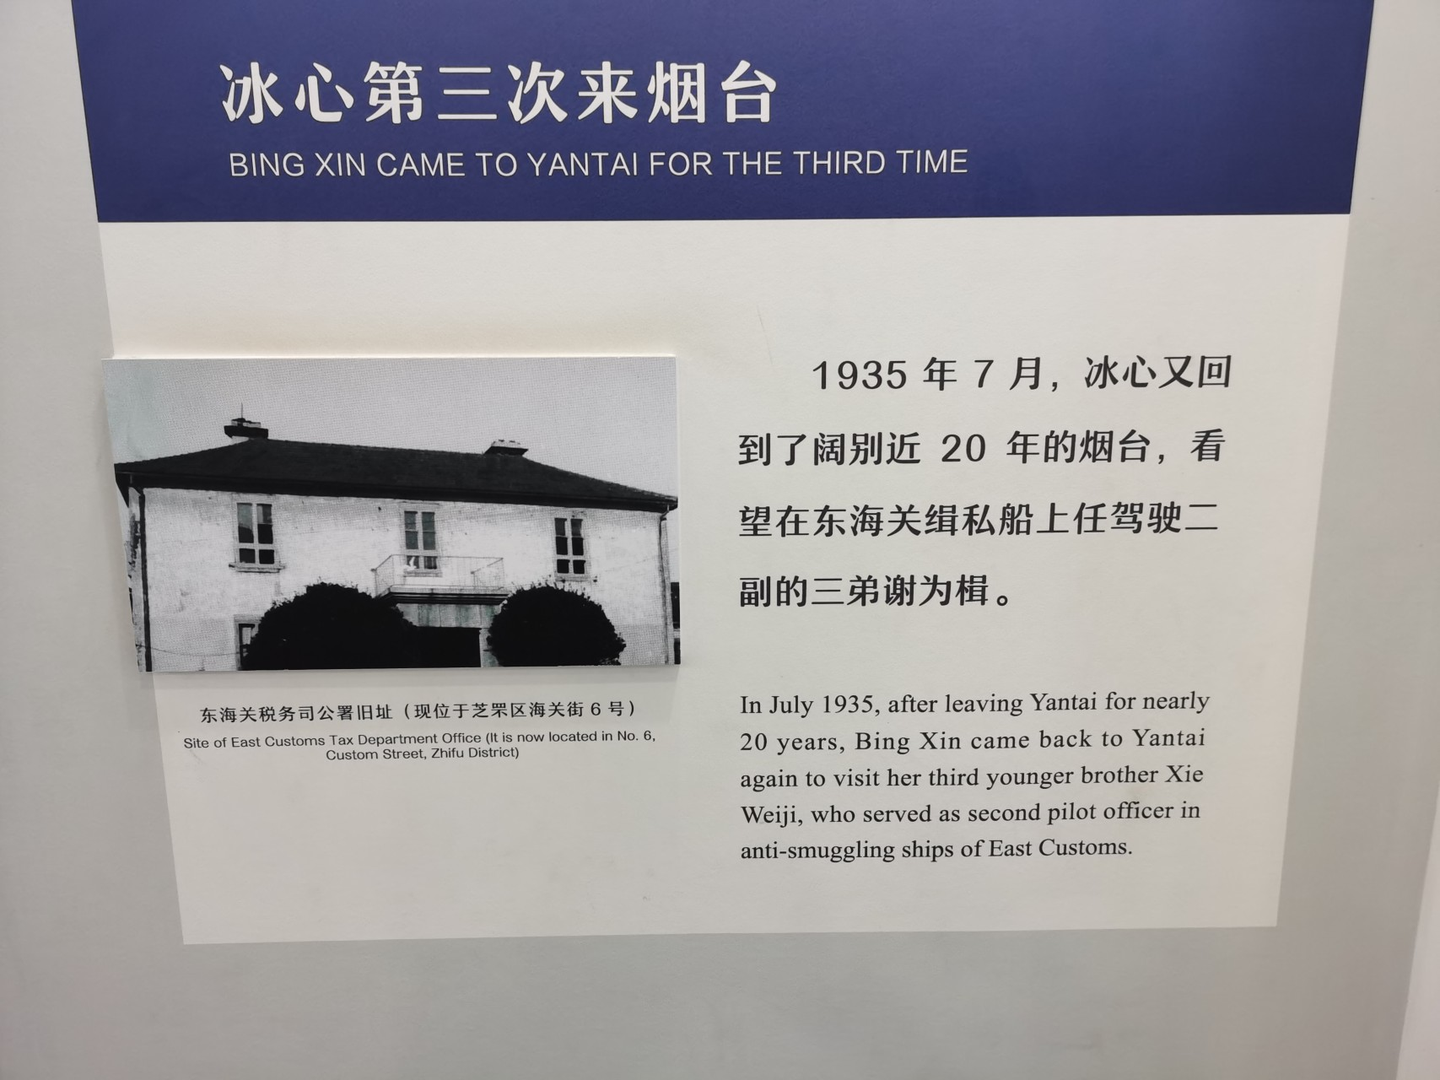 冰心第三次来烟台
BING XIN CAME TO YANTAI FOR THE THIRD TIME
东海关税务司公署旧址（现位于芝罘区海关街 6 号）
Site of East Customs Tax Department Office (It is now located in No. 6,
Custom Street, Zhifu District)
1935 年 7 月，冰心又回
到了阔别近 20 年的烟台，看
望在东海关缉私船上任驾驶二
副的三弟谢为楫。
In July 1935, after leaving Yantai for nearly
20 years, Bing Xin came back to Yantai
again to visit her third younger brother Xie
Weiji, who served as second pilot officer in
anti-smuggling ships of East Customs.